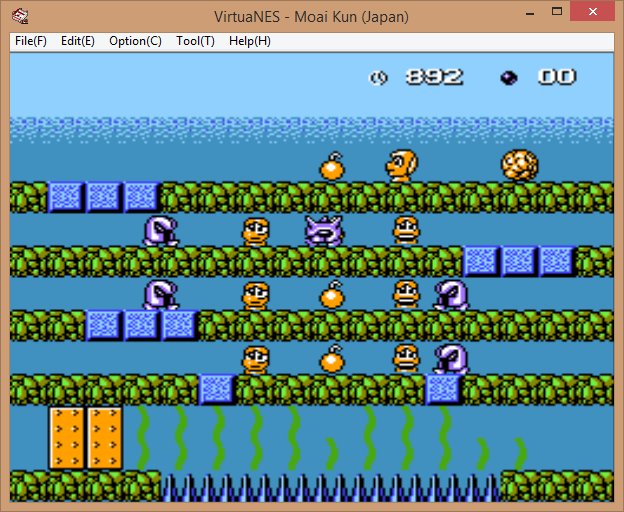 VirtuaNES - Moai Kun (Japan)
File(F) Edit(E) Option(C) Tool(T) Help(H)
892 00